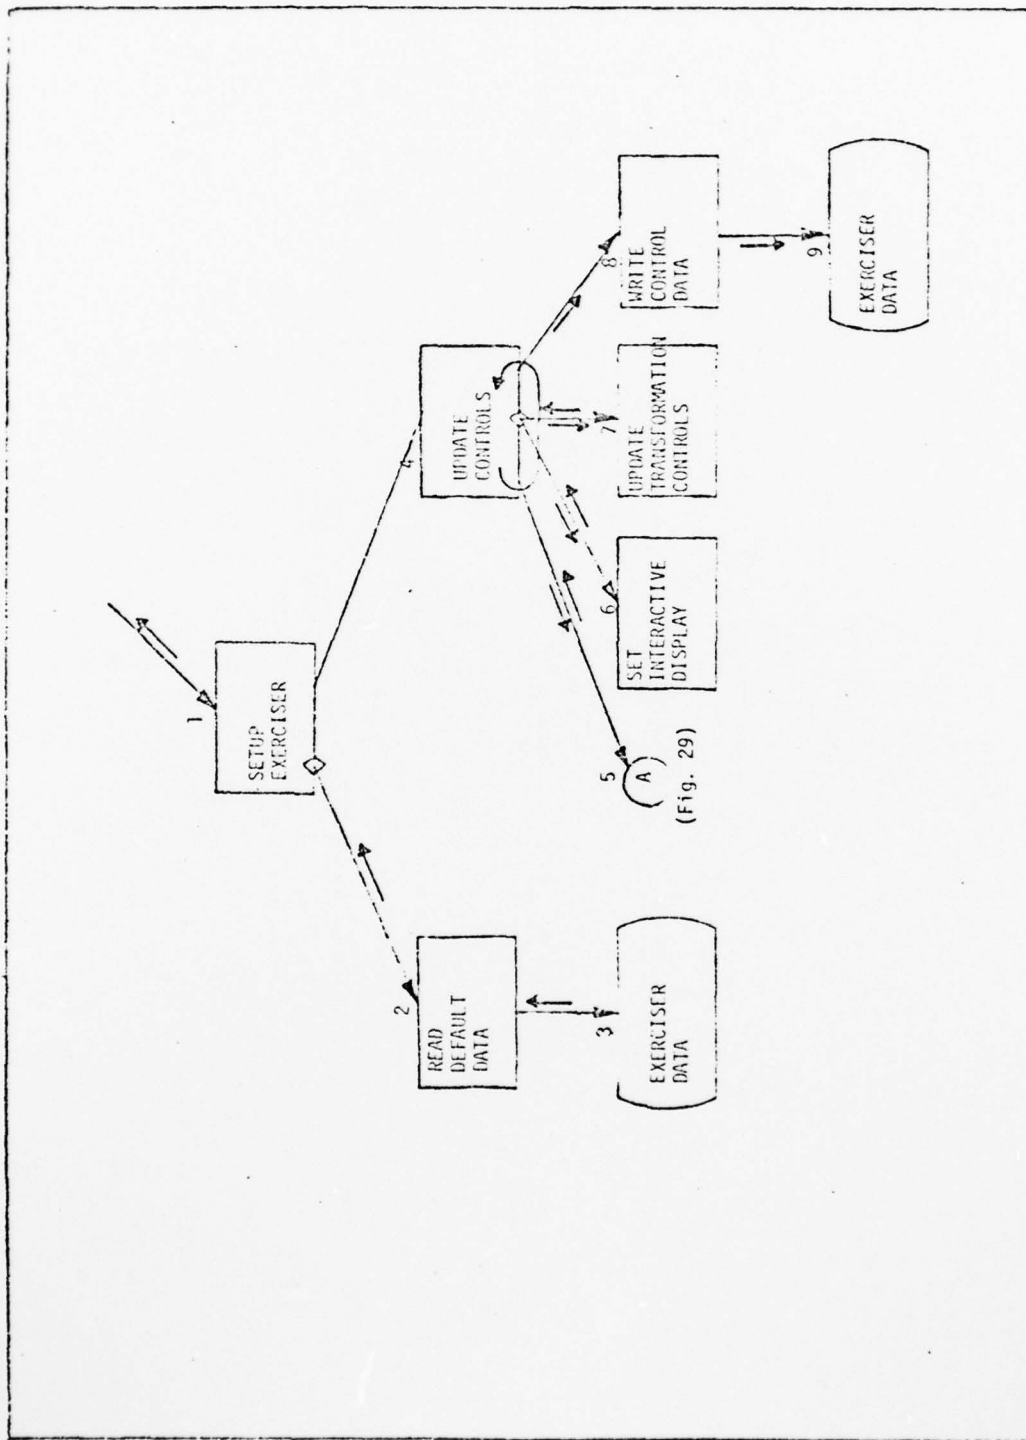 1
SETUP
EXERCISER
2
READ
DEFAULT
DATA
3
EXERCISER
DATA
4
UPDATE
CONTROLS
5
A
(Fig. 29)
6
SET
INTERACTIVE
DISPLAY
7
UPDATE
TRANSFORMATION
CONTROLS
8
WRITE
CONTROL
DATA
9
EXERCISER
DATA